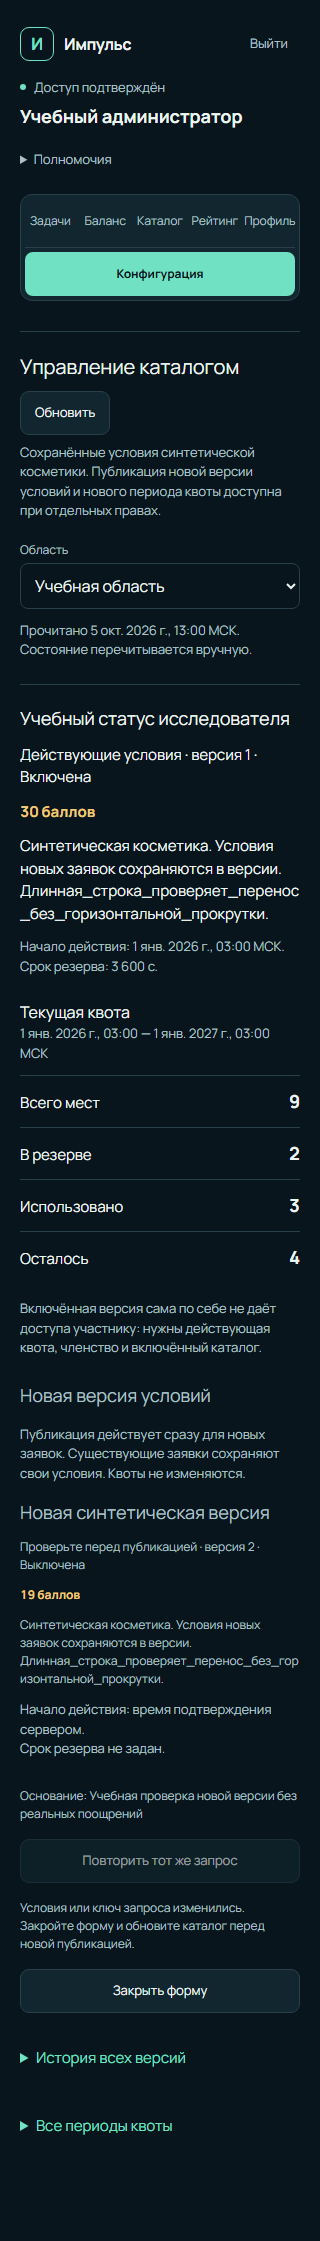 И Импульс Выйти
Доступ подтверждён
Учебный администратор
Полномочия
Задачи Баланс Каталог Рейтинг Профиль
Конфигурация
Управление каталогом
Обновить
Сохранённые условия синтетической
косметики. Публикация новой версии
условий и нового периода квоты доступна
при отдельных правах.
Область
Учебная область
Прочитано 5 окт. 2026 г., 13:00 МСК.
Состояние перечитывается вручную.
Учебный статус исследователя
Действующие условия · версия 1 ·
Включена
30 баллов
Синтетическая косметика. Условия
новых заявок сохраняются в версии.
Длинная_строка_проверяет_перенос
_без_горизонтальной_прокрутки.
Начало действия: 1 янв. 2026 г., 03:00 МСК.
Срок резерва: 3 600 с.
Текущая квота
1 янв. 2026 г., 03:00 — 1 янв. 2027 г., 03:00
МСК
Всего мест 9
В резерве 2
Использовано 3
Осталось 4
Включённая версия сама по себе не даёт
доступа участнику: нужны действующая
квота, членство и включённый каталог.
Новая версия условий
Публикация действует сразу для новых
заявок. Существующие заявки сохраняют
свои условия. Квоты не изменяются.
Новая синтетическая версия
Проверьте перед публикацией · версия 2 ·
Выключена
19 баллов
Синтетическая косметика. Условия новых
заявок сохраняются в версии.
Длинная_строка_проверяет_перенос_без_гор
изонтальной_прокрутки.
Начало действия: время подтверждения
сервером.
Срок резерва не задан.
Основание: Учебная проверка новой версии без
реальных поощрений
Повторить тот же запрос
Условия или ключ запроса изменились.
Закройте форму и обновите каталог перед
новой публикацией.
Закрыть форму
История всех версий
Все периоды квоты